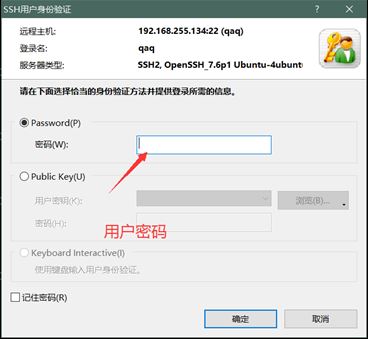 SSH用户身份验证
远程主机: 192.168.255.134:22 (qaq)
登录名: qaq
服务器类型: SSH2, OpenSSH_7.6p1 Ubuntu-4ubuntu
请在下面选择恰当的身份验证方法并提供登录所需的信息。
Password(P)
密码(W):
Public Key(U)
用户密钥(K):
浏览(B)...
密码(H):
用户密码
Keyboard Interactive(I)
使用键盘输入用户身份验证。
记住密码(R)
确定
取消